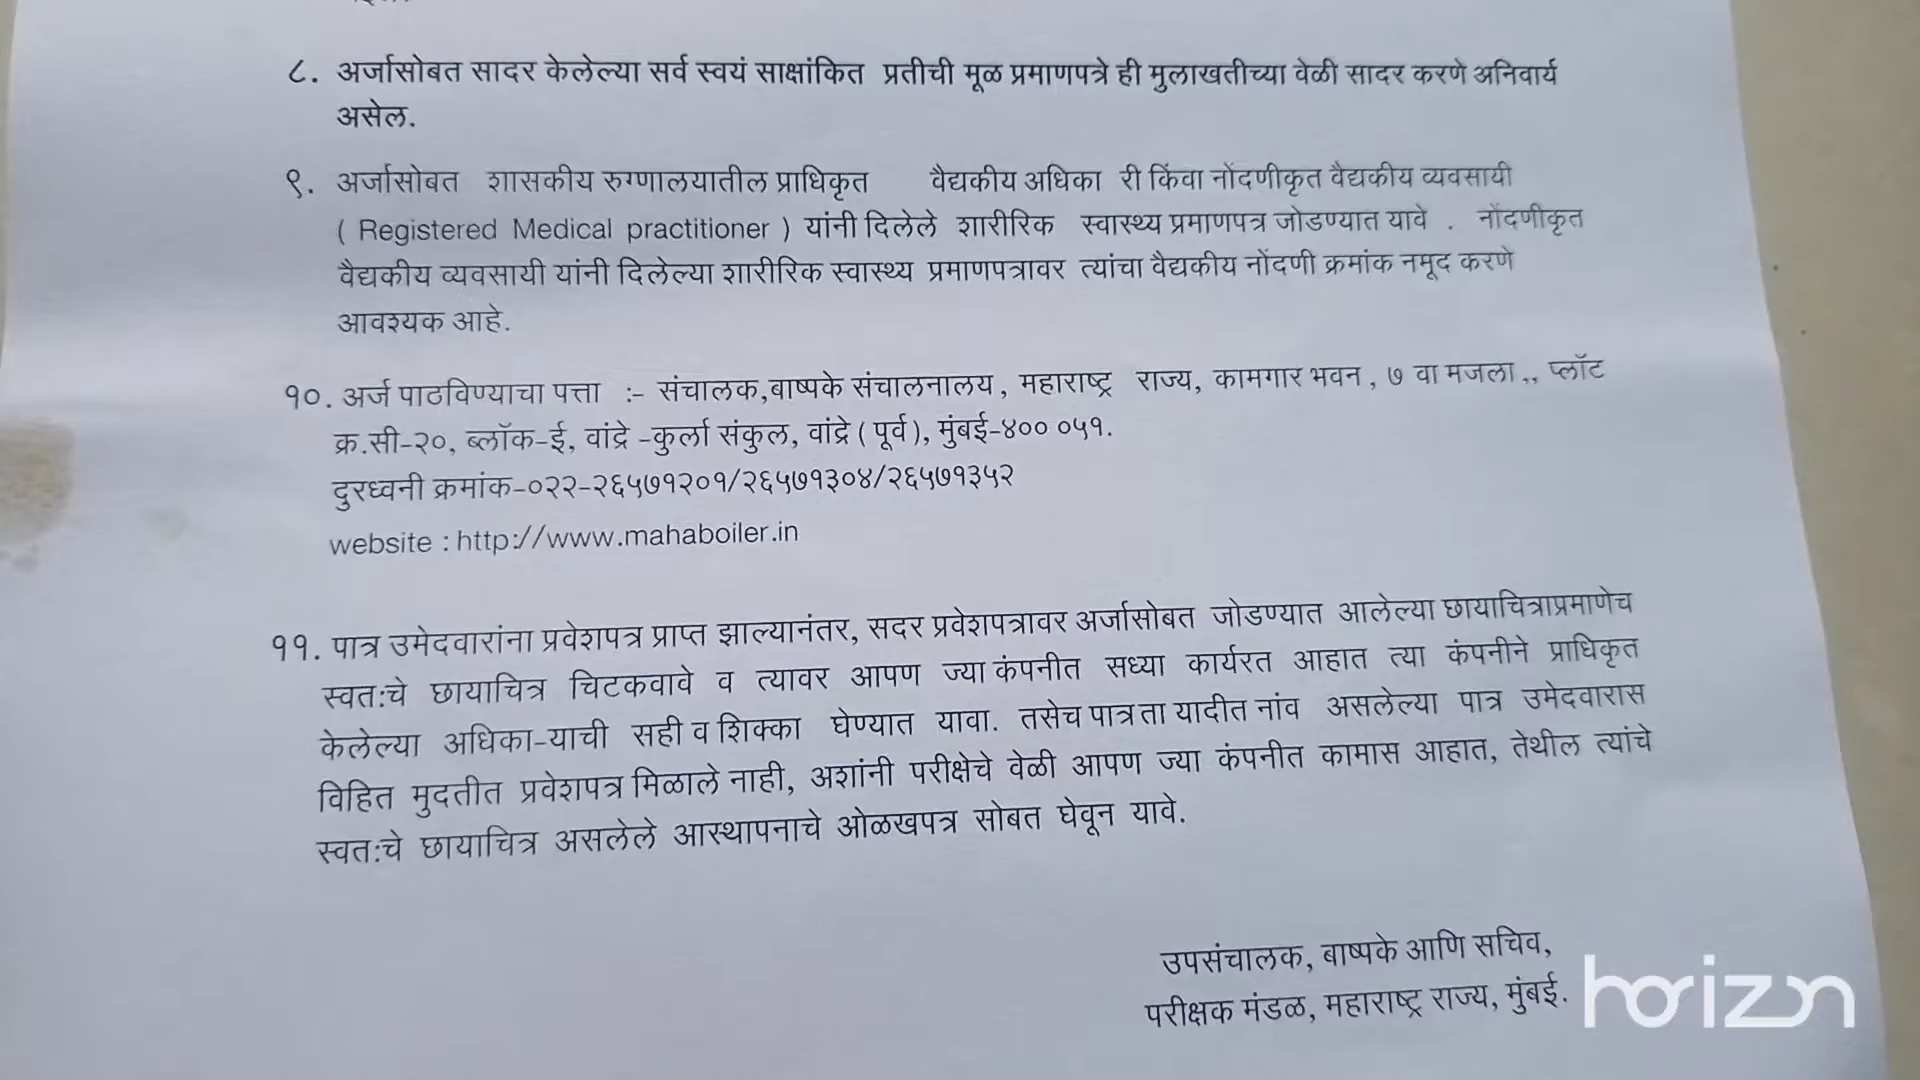 ८. अर्जासोबत सादर केलेल्या सर्व स्वयं साक्षांकित प्रतीची मूळ प्रमाणपत्रे ही मुलाखतीच्या वेळी सादर करणे अनिवार्य
असेल.
९. अर्जासोबत शासकीय रुग्णालयातील प्राधिकृत वैद्यकीय अधिका री किंवा नोंदणीकृत वैद्यकीय व्यवसायी
( Registered Medical practitioner ) यांनी दिलेले शारीरिक स्वास्थ्य प्रमाणपत्र जोडण्यात यावे . नोंदणीकृत
वैद्यकीय व्यवसायी यांनी दिलेल्या शारीरिक स्वास्थ्य प्रमाणपत्रावर त्यांचा वैद्यकीय नोंदणी क्रमांक नमूद करणे
आवश्यक आहे.
१०. अर्ज पाठविण्याचा पत्ता :- संचालक,बाष्पके संचालनालय, महाराष्ट्र राज्य, कामगार भवन, ७ वा मजला,, प्लॉट
क्र.सी-२०, ब्लॉक-ई, वांद्रे -कुर्ला संकुल, वांद्रे ( पूर्व), मुंबई-४०० ०५१.
दुरध्वनी क्रमांक-०२२-२६५७१२०१/२६५७१३०४/२६५७१३५२
website : http://www.mahaboiler.in
११. पात्र उमेदवारांना प्रवेशपत्र प्राप्त झाल्यानंतर, सदर प्रवेशपत्रावर अर्जासोबत जोडण्यात आलेल्या छायाचित्राप्रमाणेच
स्वत:चे छायाचित्र चिटकवावे व त्यावर आपण ज्या कंपनीत सध्या कार्यरत आहात त्या कंपनीने प्राधिकृत
केलेल्या अधिका-याची सही व शिक्का घेण्यात यावा. तसेच पात्रता यादीत नांव असलेल्या पात्र उमेदवारास
विहित मुदतीत प्रवेशपत्र मिळाले नाही, अशांनी परीक्षेचे वेळी आपण ज्या कंपनीत कामास आहात, तेथील त्यांचे
स्वत:चे छायाचित्र असलेले आस्थापनाचे ओळखपत्र सोबत घेवून यावे.
उपसंचालक, बाष्पके आणि सचिव,
परीक्षक मंडळ, महाराष्ट्र राज्य, मुंबई.
horizon